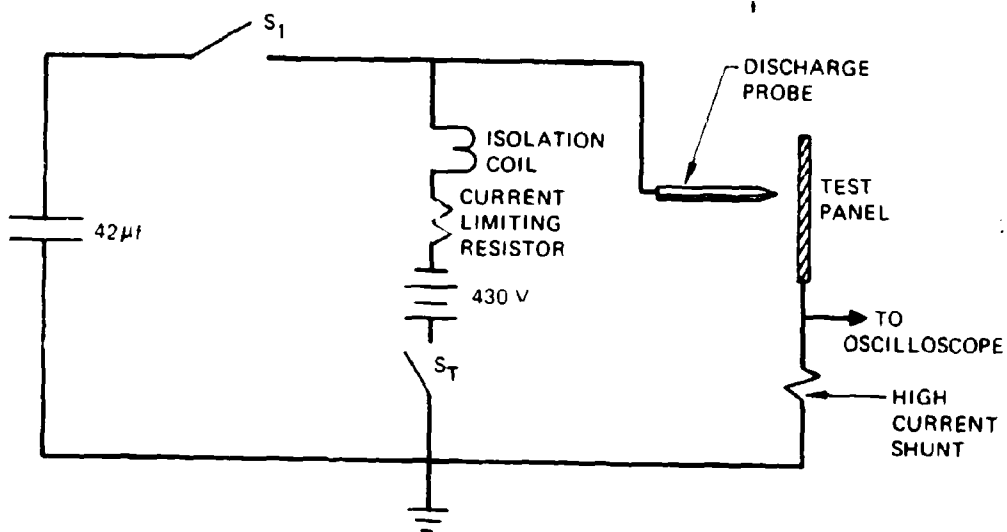 S1
DISCHARGE
PROBE
ISOLATION
COIL
CURRENT
LIMITING
RESISTOR
TEST
PANEL
42µf
430 V
TO
OSCILLOSCOPE
ST
HIGH
CURRENT
SHUNT